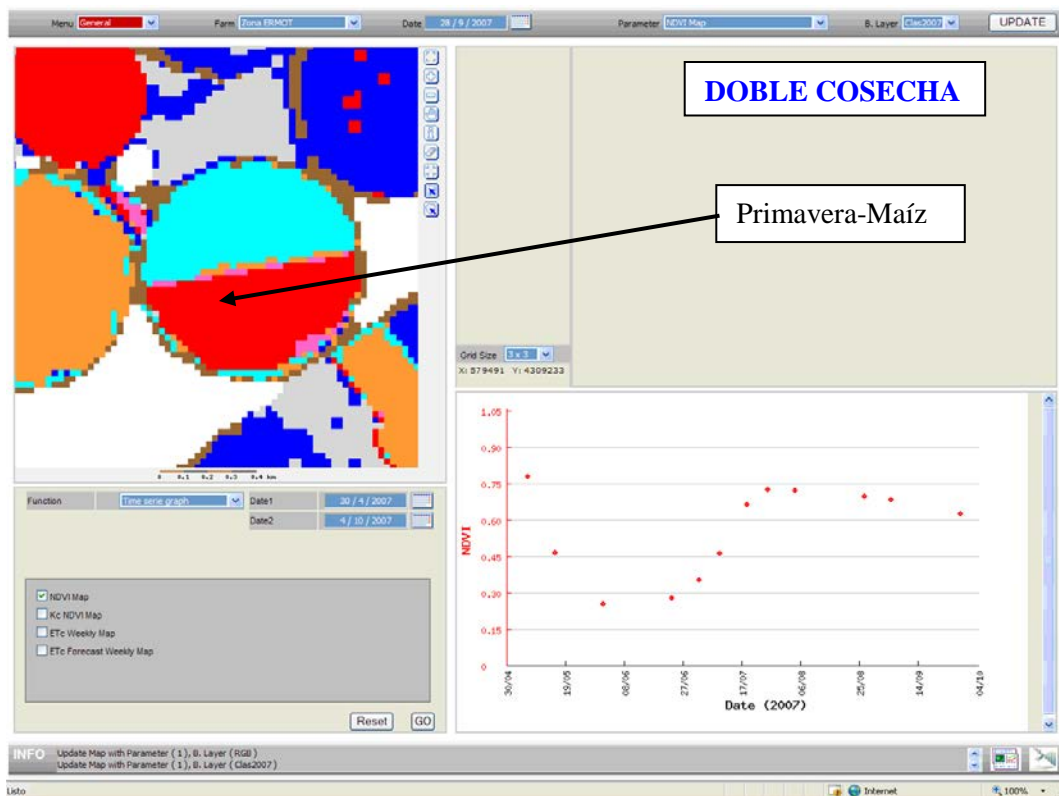 Menu General Farm Zona ERMOT Date 28 / 9 / 2007 Parameter NDVI Map B. Layer Clas2007 UPDATE
DOBLE COSECHA
Primavera-Maíz
Grid Size 3 x 3
X: 579491 Y: 4309233
0 0.1 0.2 0.3 0.4 km
Function Time serie graph Date1 30 / 4 / 2007
Date2 4 / 10 / 2007
NDVI Map
Kc NDVI Map
ETc Weekly Map
ETc Forecast Weekly Map
Reset GO
1.05
0.90
0.75
0.60
0.45
0.30
0.15
0
NDVI
30/04 19/05 08/06 27/06 17/07 06/08 25/08 14/09 04/10
Date (2007)
INFO
Update Map with Parameter ( 1 ), B. Layer ( RGB )
Update Map with Parameter ( 1 ), B. Layer ( Clas2007 )
Listo Internet 100%